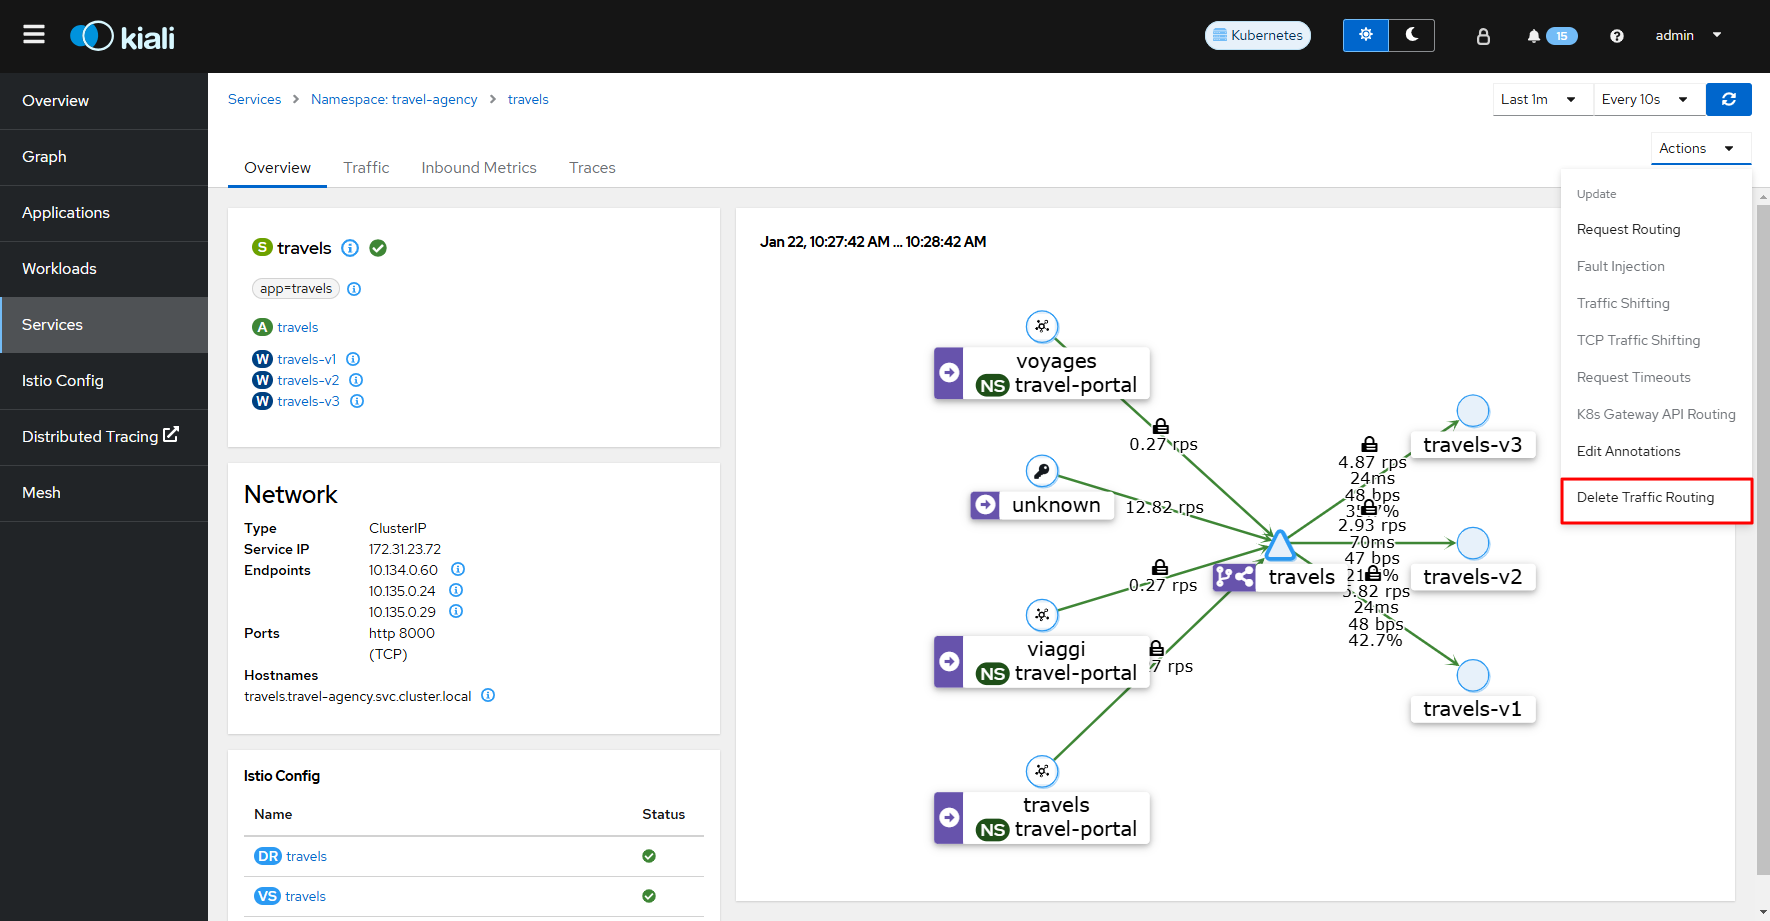 kiali
Kubernetes
15
admin
Overview
Graph
Applications
Workloads
Services
Istio Config
Distributed Tracing
Mesh
Services > Namespace: travel-agency > travels
Last 1m
Every 10s
Actions
Overview
Traffic
Inbound Metrics
Traces
Update
Request Routing
Fault Injection
Traffic Shifting
TCP Traffic Shifting
Request Timeouts
K8s Gateway API Routing
Edit Annotations
Delete Traffic Routing
S travels
app=travels
A travels
W travels-v1
W travels-v2
W travels-v3
Network
Type ClusterIP
Service IP 172.31.23.72
Endpoints 10.134.0.60
10.135.0.24
10.135.0.29
Ports http 8000
(TCP)
Hostnames
travels.travel-agency.svc.cluster.local
Istio Config
Name Status
DR travels
VS travels
Jan 22, 10:27:42 AM ... 10:28:42 AM
voyages
NS travel-portal
0.27 rps
unknown
12.82 rps
viaggi
NS travel-portal
0.27 rps
travels
NS travel-portal
7 rps
travels
4.87 rps
24ms
48 bps
travels-v3
2.93 rps
70ms
47 bps
travels-v2
5.82 rps
24ms
48 bps
42.7%
travels-v1